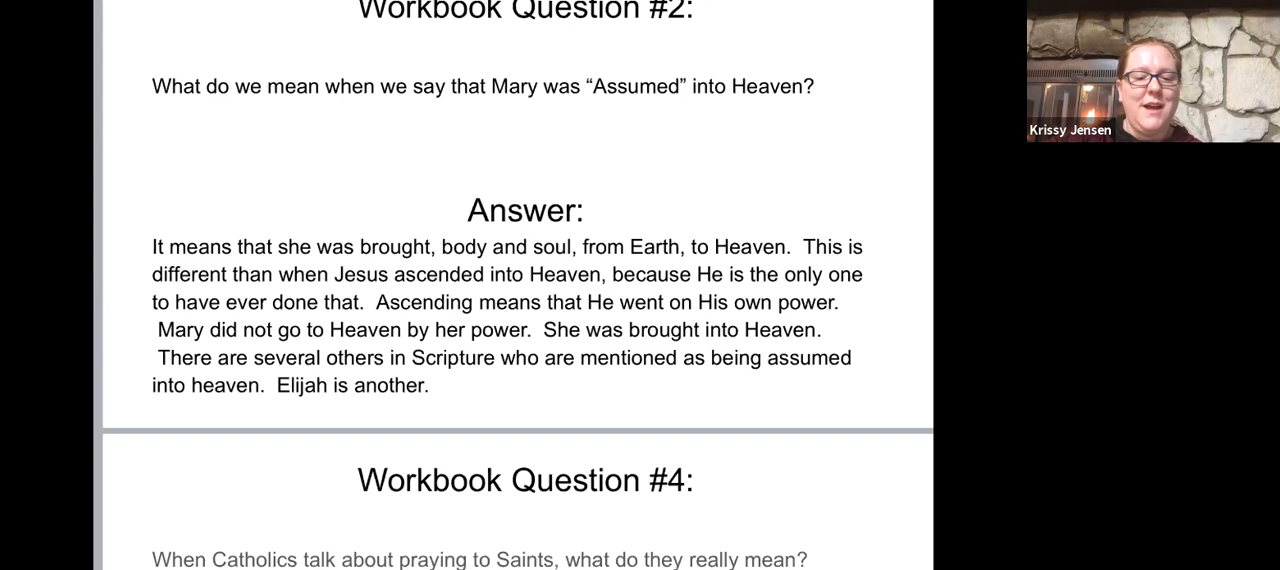 Workbook Question #2:
What do we mean when we say that Mary was “Assumed” into Heaven?
Krissy Jensen
Answer:
It means that she was brought, body and soul, from Earth, to Heaven.  This is
different than when Jesus ascended into Heaven, because He is the only one
to have ever done that.  Ascending means that He went on His own power.
Mary did not go to Heaven by her power.  She was brought into Heaven.
There are several others in Scripture who are mentioned as being assumed
into heaven.  Elijah is another.
Workbook Question #4:
When Catholics talk about praying to Saints, what do they really mean?